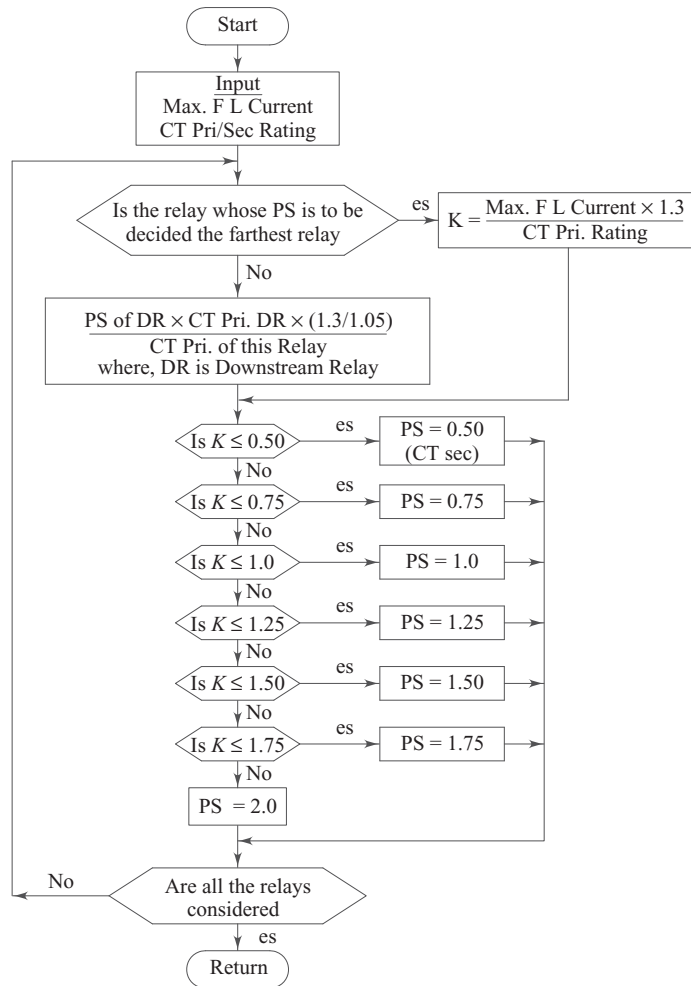 Start
Input
Max. F L Current
CT Pri/Sec Rating
Is the relay whose PS is to be
decided the farthest relay
es
K = Max. F L Current × 1.3
CT Pri. Rating
No
PS of DR × CT Pri. DR × (1.3/1.05)
CT Pri. of this Relay
where, DR is Downstream Relay
Is K ≤ 0.50
es
PS = 0.50
(CT sec)
No
Is K ≤ 0.75
es
PS = 0.75
No
Is K ≤ 1.0
es
PS = 1.0
No
Is K ≤ 1.25
es
PS = 1.25
No
Is K ≤ 1.50
es
PS = 1.50
No
Is K ≤ 1.75
es
PS = 1.75
No
PS = 2.0
No
Are all the relays
considered
es
Return